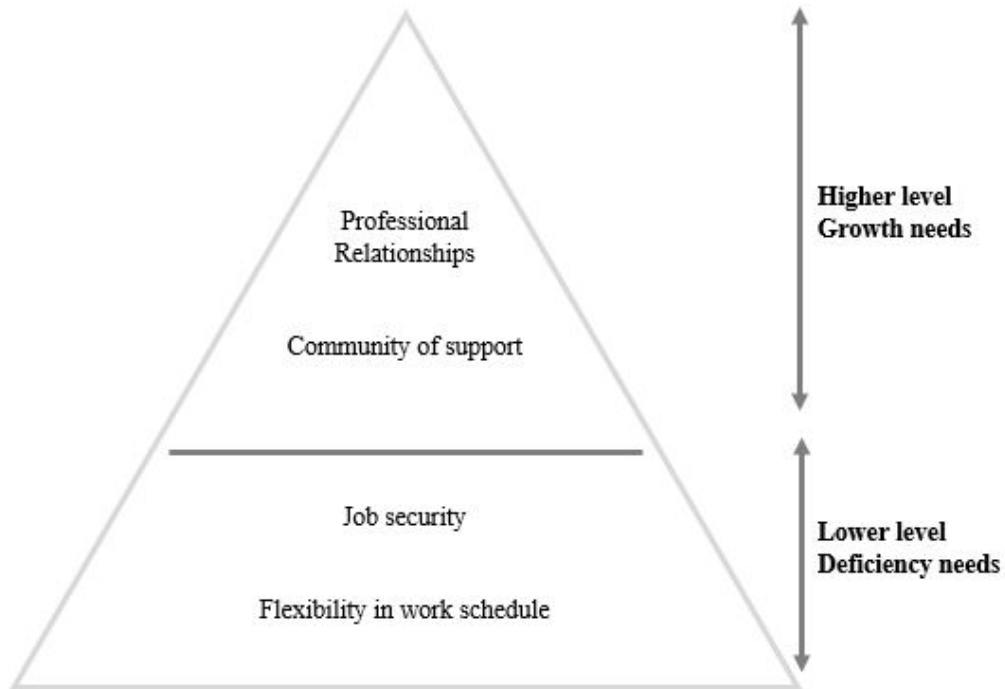 Professional
Relationships
Community of support
Higher level
Growth needs
Job security
Flexibility in work schedule
Lower level
Deficiency needs